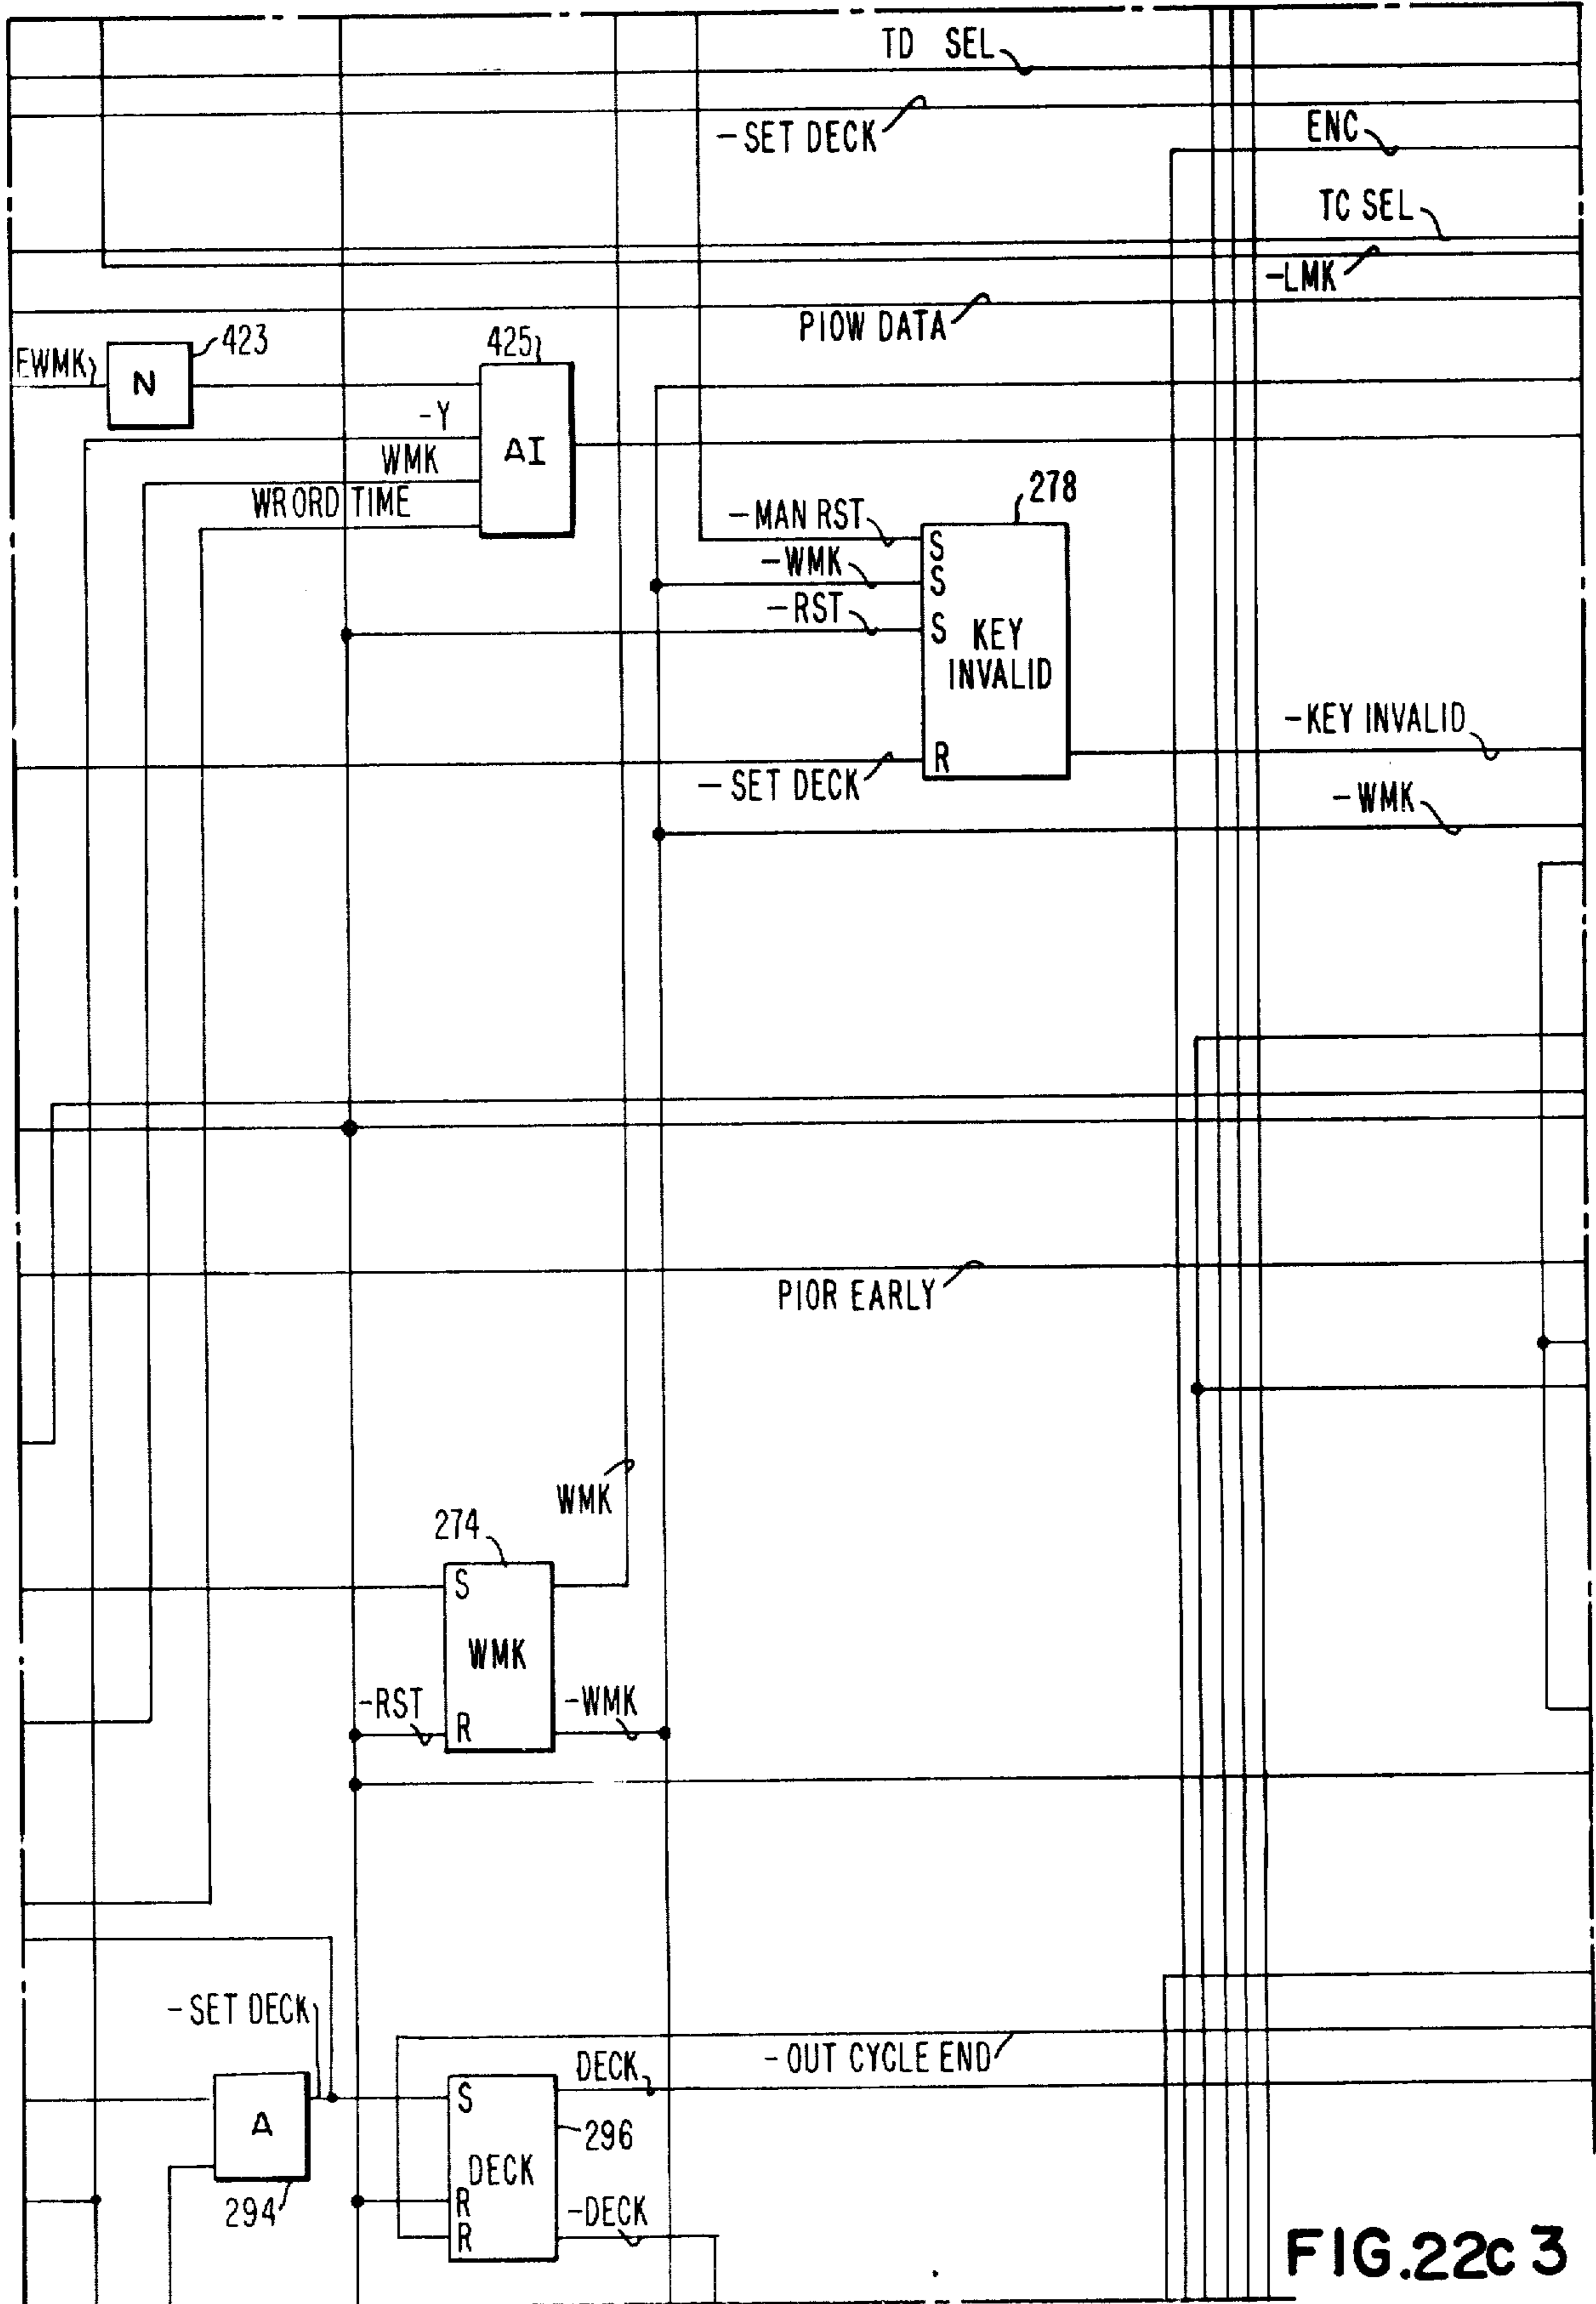 TD SEL
-SET DECK
ENC
TC SEL
-LMK
PIOW DATA
EWMK
N
423
425
-Y
WMK
WRORD TIME
AI
278
-MAN RST
S
-WMK
S
-RST
S
KEY
INVALID
-KEY INVALID
R
-SET DECK
-WMK
PIOR EARLY
WMK
274
S
WMK
-RST
R
-WMK
-SET DECK
-OUT CYCLE END
DECK
S
A
296
DECK
294
R
R
-DECK
FIG.22c 3